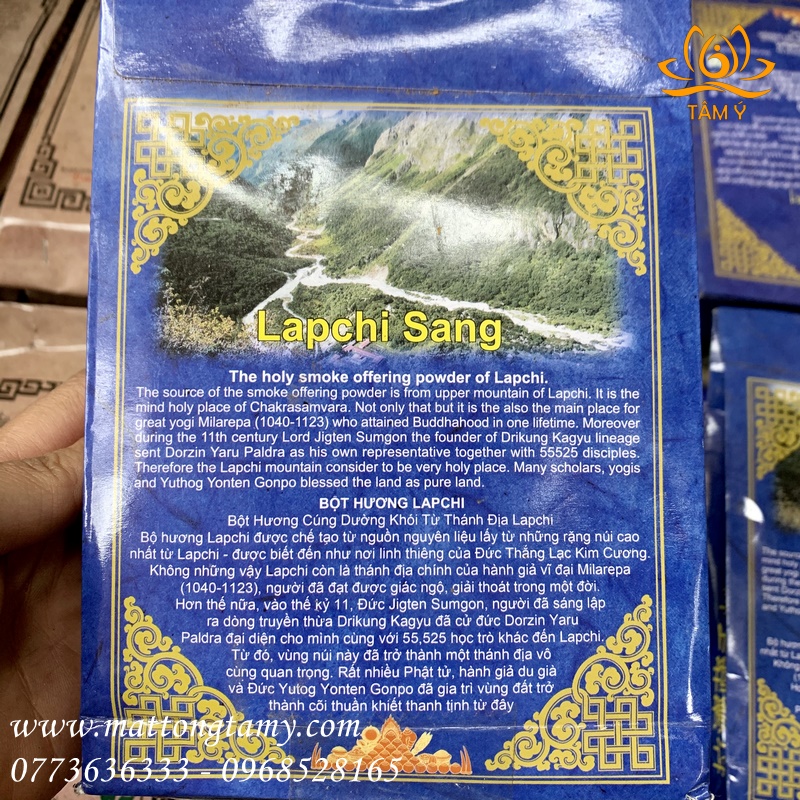 TÂM Ý
Lapchi Sang
The holy smoke offering powder of Lapchi.
The source of the smoke offering powder is from upper mountain of Lapchi. It is the
mind holy place of Chakrasamvara. Not only that but it is the also the main place for
great yogi Milarepa (1040-1123) who attained Buddhahood in one lifetime. Moreover
during the 11th century Lord Jigten Sumgon the founder of Drikung Kagyu lineage
sent Dorzin Yaru Paldra as his own representative together with 55525 disciples.
Therefore the Lapchi mountain consider to be very holy place. Many scholars, yogis
and Yuthog Yonten Gonpo blessed the land as pure land.
BỘT HƯƠNG LAPCHI
Bột Hương Cúng Dường Khói Từ Thánh Địa Lapchi
Bộ hương Lapchi được chế tạo từ nguồn nguyên liệu lấy từ những rặng núi cao
nhất từ Lapchi - được biết đến như nơi linh thiêng của Đức Thắng Lạc Kim Cương.
Không những vậy Lapchi còn là thánh địa chính của hành giả vĩ đại Milarepa
(1040-1123), người đã đạt được giác ngộ, giải thoát trong một đời.
Hơn thế nữa, vào thế kỷ 11, Đức Jigten Sumgon, người đã sáng lập
ra dòng truyền thừa Drikung Kagyu đã cử đức Dorzin Yaru
Paldra đại diện cho mình cùng với 55,525 học trò khác đến Lapchi.
Từ đó, vùng núi này đã trở thành một thánh địa vô
cùng quan trọng. Rất nhiều Phật tử, hành giả du già
và Đức Yutog Yonten Gonpo đã gia trì vùng đất trở
thành cõi thuần khiết thanh tịnh từ đây
www.mattongtamy.com
0773636333 - 0968528165